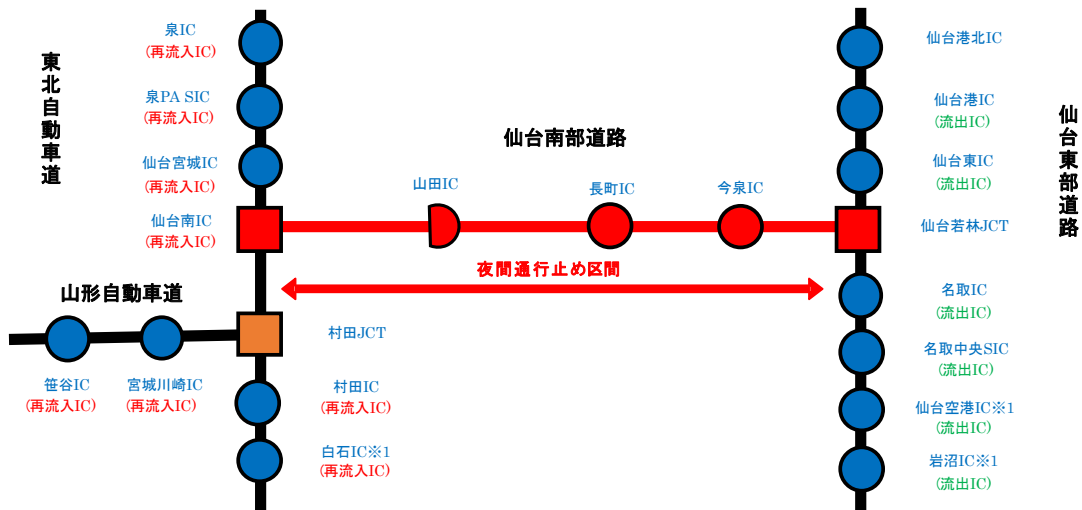 東北自動車道
泉IC
(再流入IC)
泉PA SIC
(再流入IC)
仙台宮城IC
(再流入IC)
仙台南IC
(再流入IC)
山形自動車道
笹谷IC
(再流入IC)
宮城川崎IC
(再流入IC)
村田JCT
村田IC
(再流入IC)
白石IC※1
(再流入IC)
仙台南部道路
山田IC
長町IC
今泉IC
夜間通行止め区間
仙台港北IC
仙台港IC
(流出IC)
仙台東IC
(流出IC)
仙台若林JCT
名取IC
(流出IC)
名取中央SIC
(流出IC)
仙台空港IC※1
(流出IC)
岩沼IC※1
(流出IC)
仙台東部道路